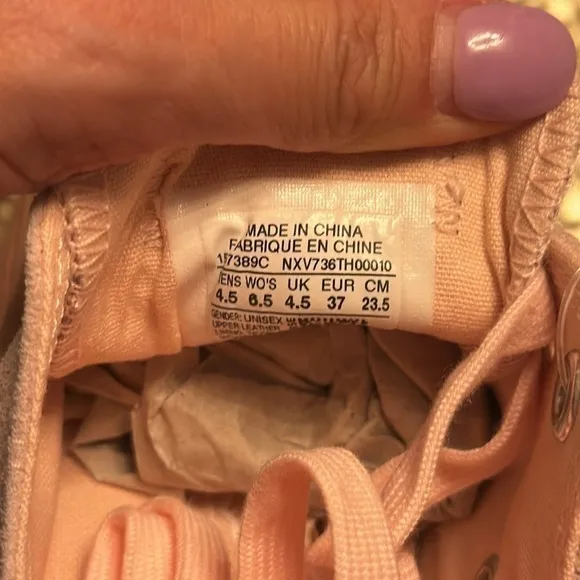 MADE IN CHINA
FABRIQUE EN CHINE
157389C NXV736TH00010
MENS WO'S UK EUR CM
4.5 6.5 4.5 37 23.5
GENDER: UNISEX
UPPER LEATHER